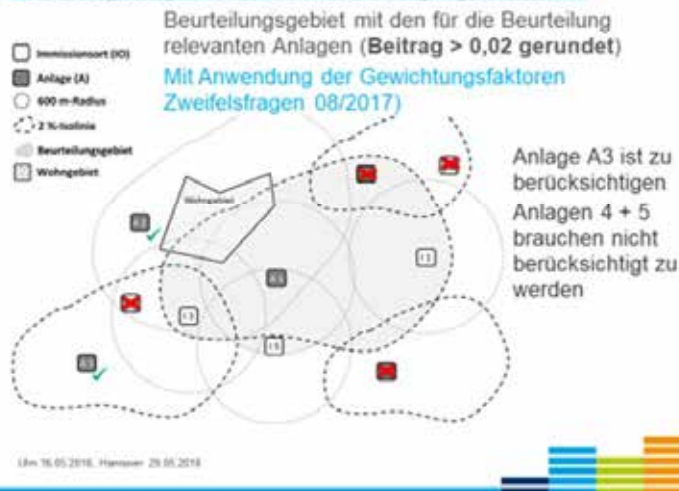 Beurteilungsgebiet mit den für die Beurteilung
relevanten Anlagen (Beitrag > 0,02 gerundet)
Mit Anwendung der Gewichtungsfaktoren
Zweifelsfragen 08/2017)
Immissionsort (IO)
Anlage (A)
600 m-Radius
2 %-Isolinie
Beurteilungsgebiet
Wohngebiet
Wohngebiet
Anlage A3 ist zu
berücksichtigen
Anlagen 4 + 5
brauchen nicht
berücksichtigt zu
werden
Ulm 16.05.2018, Hannover 29.05.2018